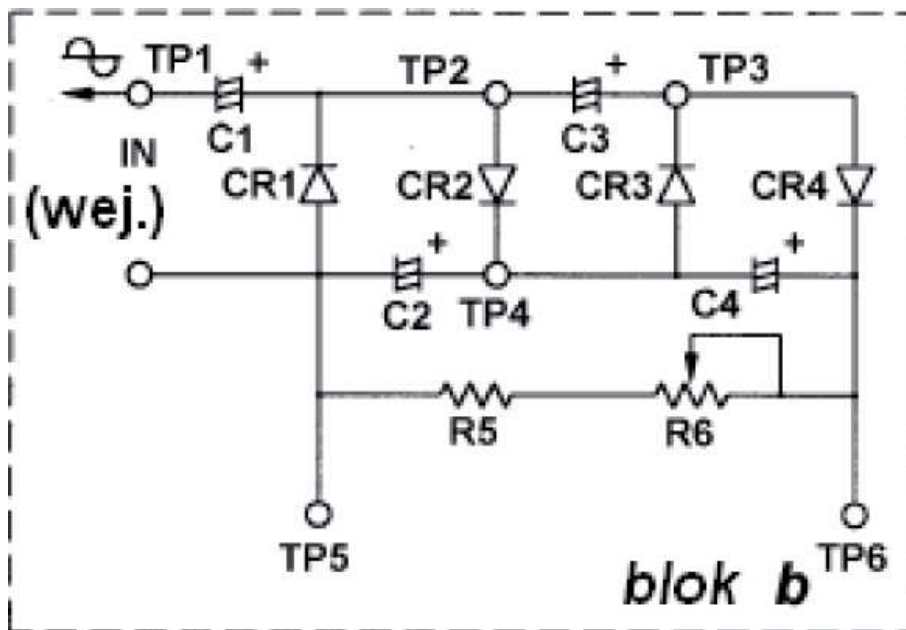 TP1 + TP2 + TP3
C1 C3
IN CR1 CR2 CR3 CR4
(wej.)
+ +
C2 TP4 C4
R5 R6
TP5 TP6
blok b